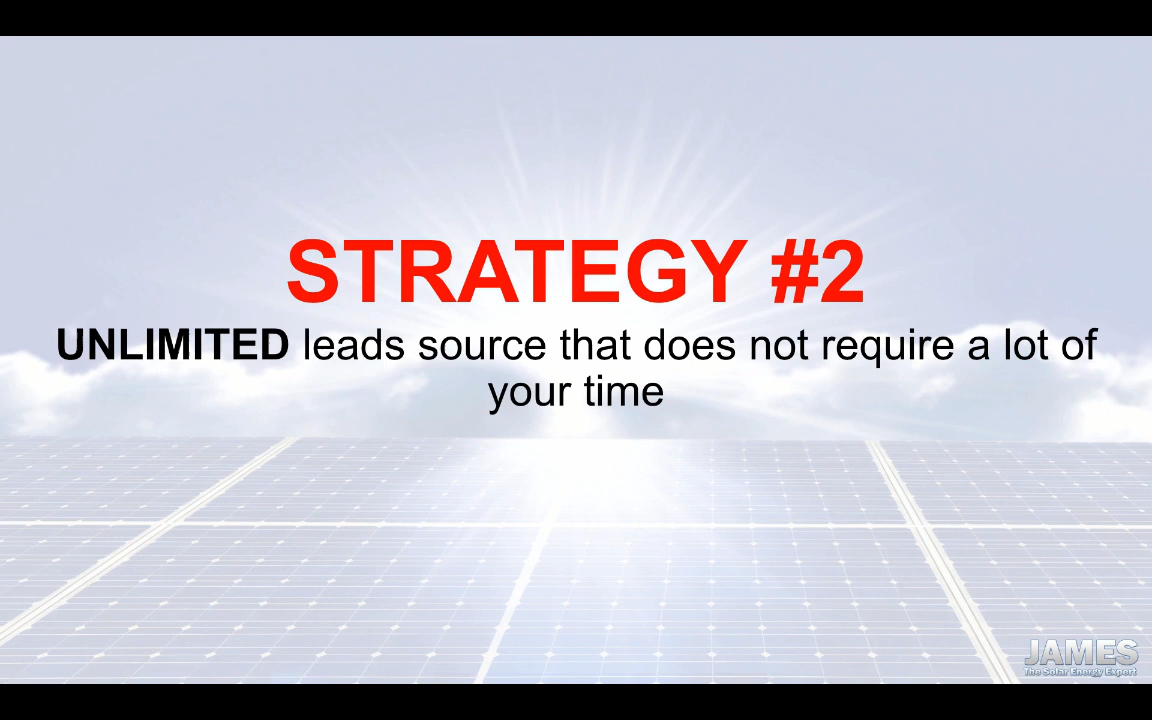 STRATEGY #2
UNLIMITED leads source that does not require a lot of
your time
JAMES
The Solar Energy Expert